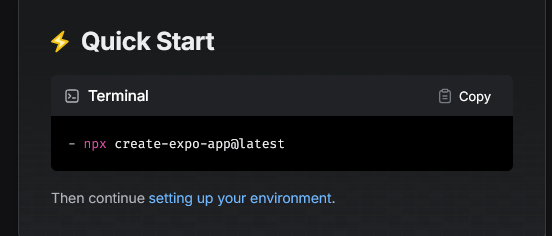 ⚡ Quick Start
Terminal
Copy
- npx create-expo-app@latest
Then continue setting up your environment.